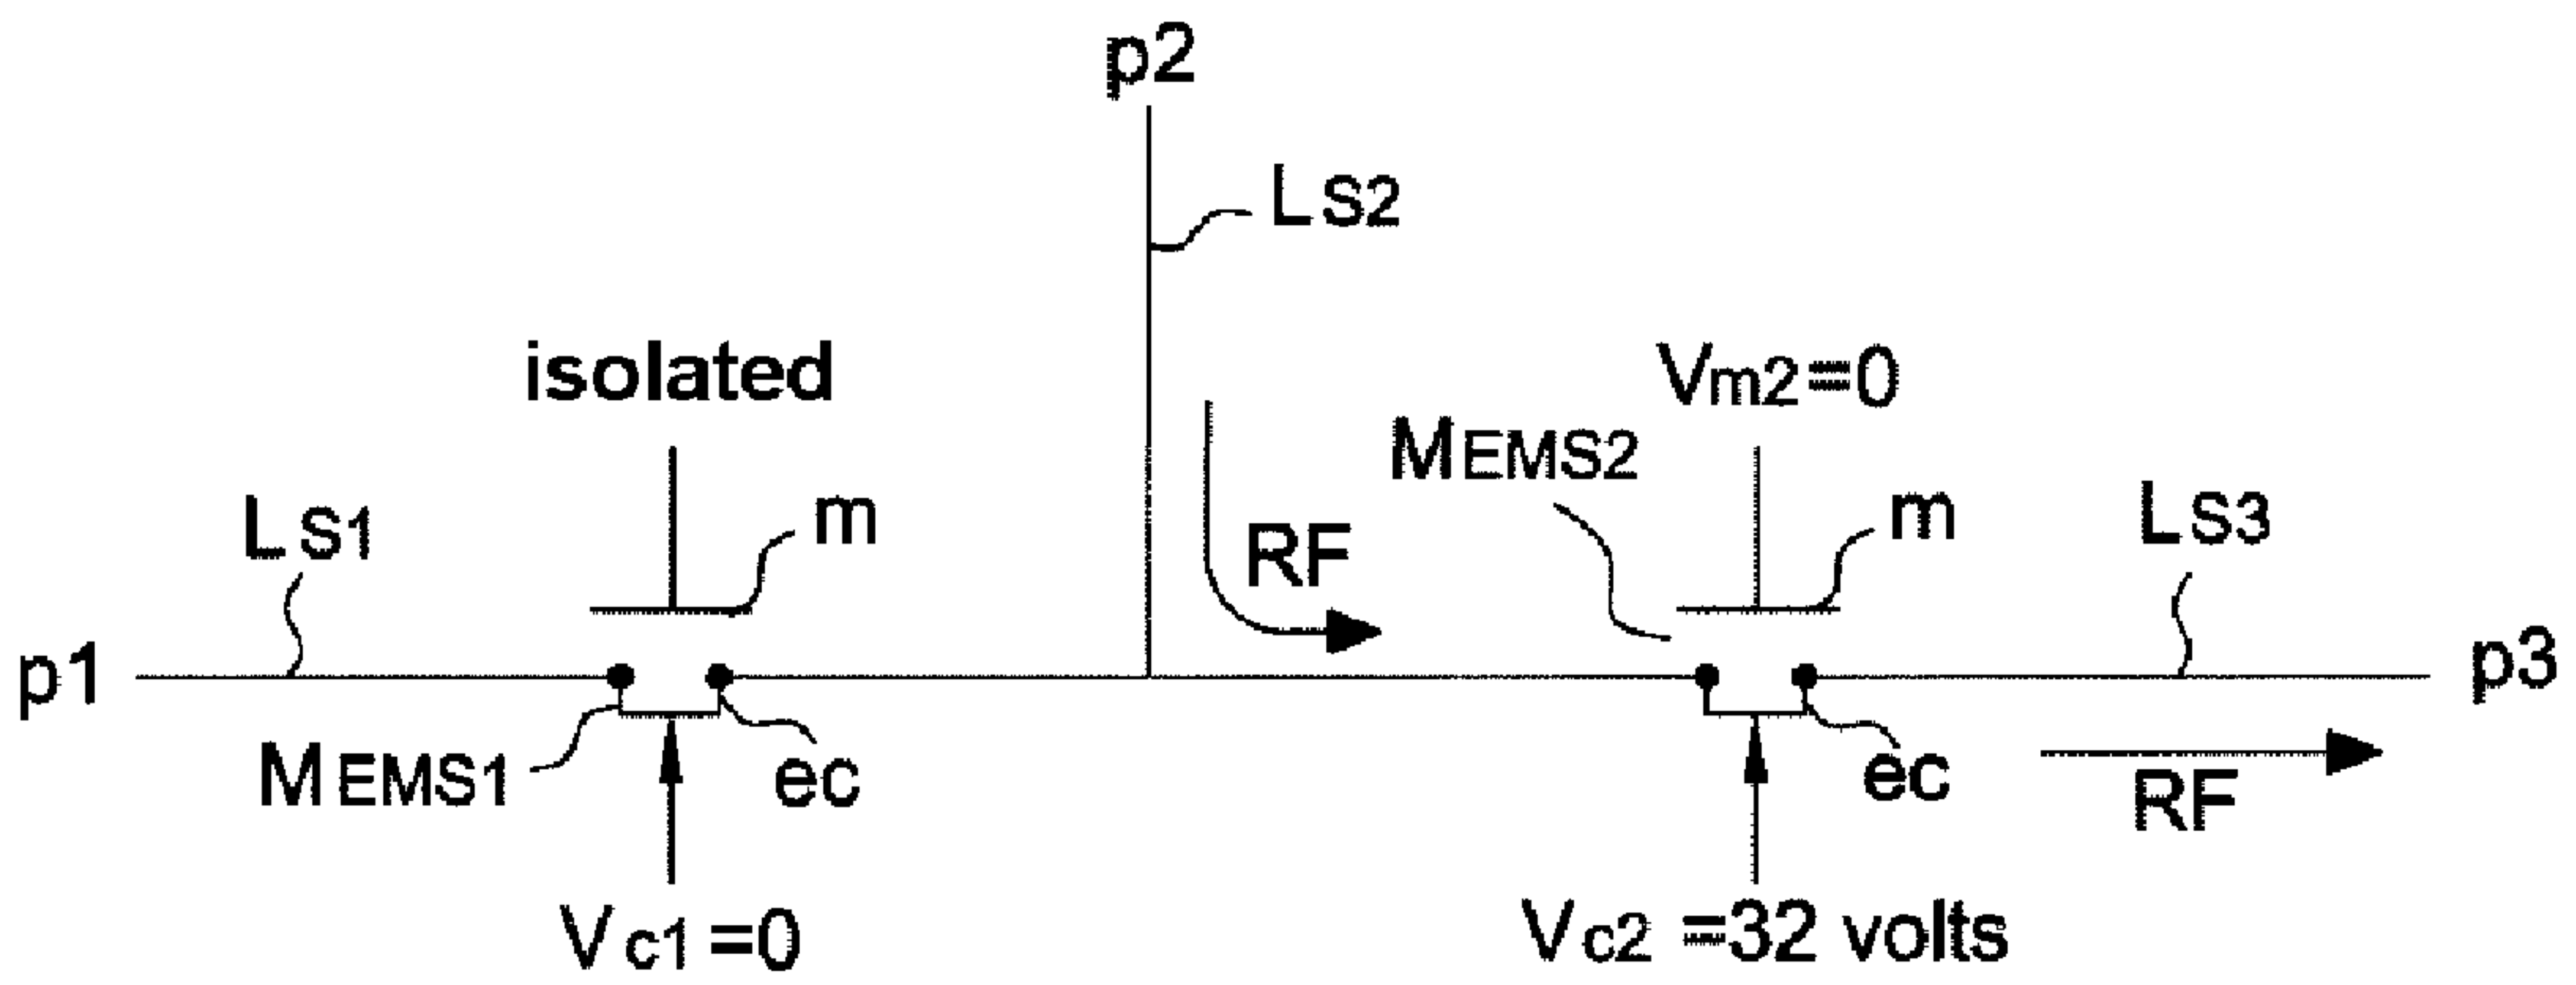 p2
LS2
isolated
Vm2=0
MEMS2
LS1
m
RF
m
LS3
p1
p3
MEMS1
ec
ec
RF
Vc1=0
Vc2=32 volts